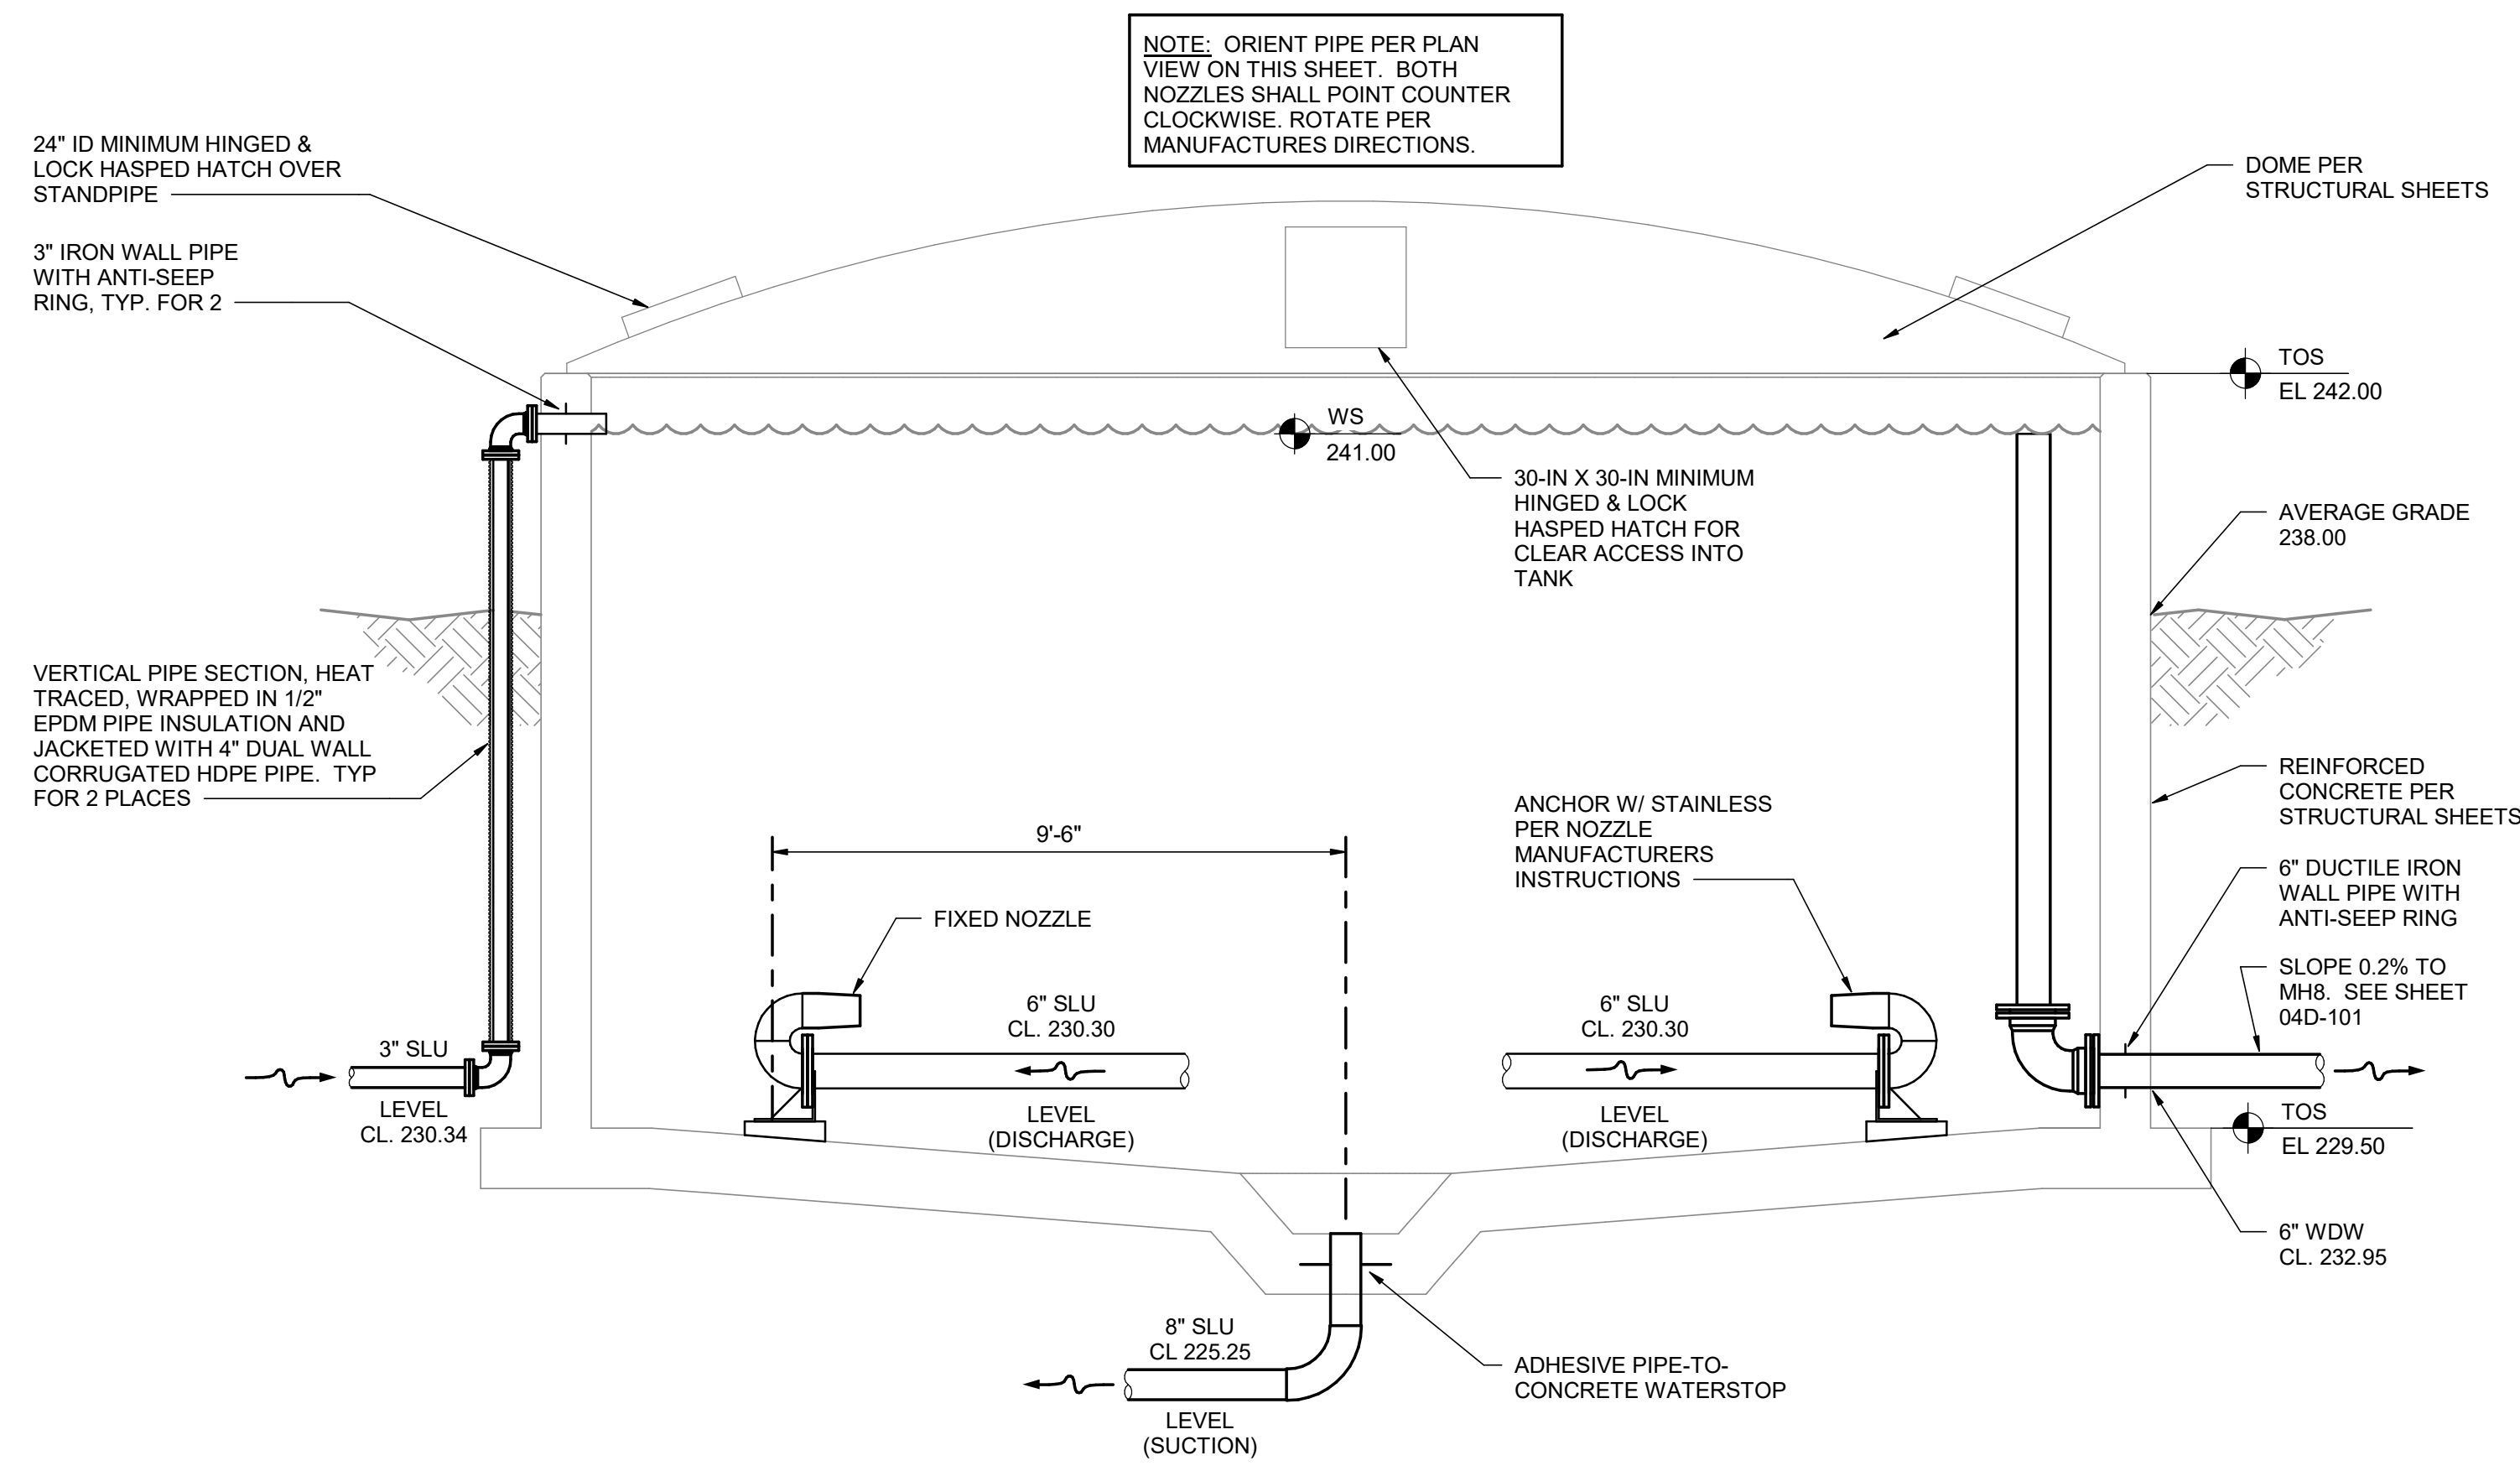 NOTE: ORIENT PIPE PER PLAN
VIEW ON THIS SHEET. BOTH
NOZZLES SHALL POINT COUNTER
CLOCKWISE. ROTATE PER
MANUFACTURES DIRECTIONS.
24" ID MINIMUM HINGED &
LOCK HASPED HATCH OVER
STANDPIPE
3" IRON WALL PIPE
WITH ANTI-SEEP
RING, TYP. FOR 2
DOME PER
STRUCTURAL SHEETS
TOS
EL 242.00
WS
241.00
30-IN X 30-IN MINIMUM
HINGED & LOCK
HASPED HATCH FOR
CLEAR ACCESS INTO
TANK
AVERAGE GRADE
238.00
VERTICAL PIPE SECTION, HEAT
TRACED, WRAPPED IN 1/2"
EPDM PIPE INSULATION AND
JACKETED WITH 4" DUAL WALL
CORRUGATED HDPE PIPE. TYP
FOR 2 PLACES
REINFORCED
CONCRETE PER
STRUCTURAL SHEETS
9'-6"
ANCHOR W/ STAINLESS
PER NOZZLE
MANUFACTURERS
INSTRUCTIONS
6" DUCTILE IRON
WALL PIPE WITH
ANTI-SEEP RING
FIXED NOZZLE
SLOPE 0.2% TO
MH8. SEE SHEET
04D-101
6" SLU
CL. 230.30
6" SLU
CL. 230.30
3" SLU
LEVEL
CL. 230.34
LEVEL
(DISCHARGE)
LEVEL
(DISCHARGE)
TOS
EL 229.50
6" WDW
CL. 232.95
8" SLU
CL 225.25
LEVEL
(SUCTION)
ADHESIVE PIPE-TO-
CONCRETE WATERSTOP